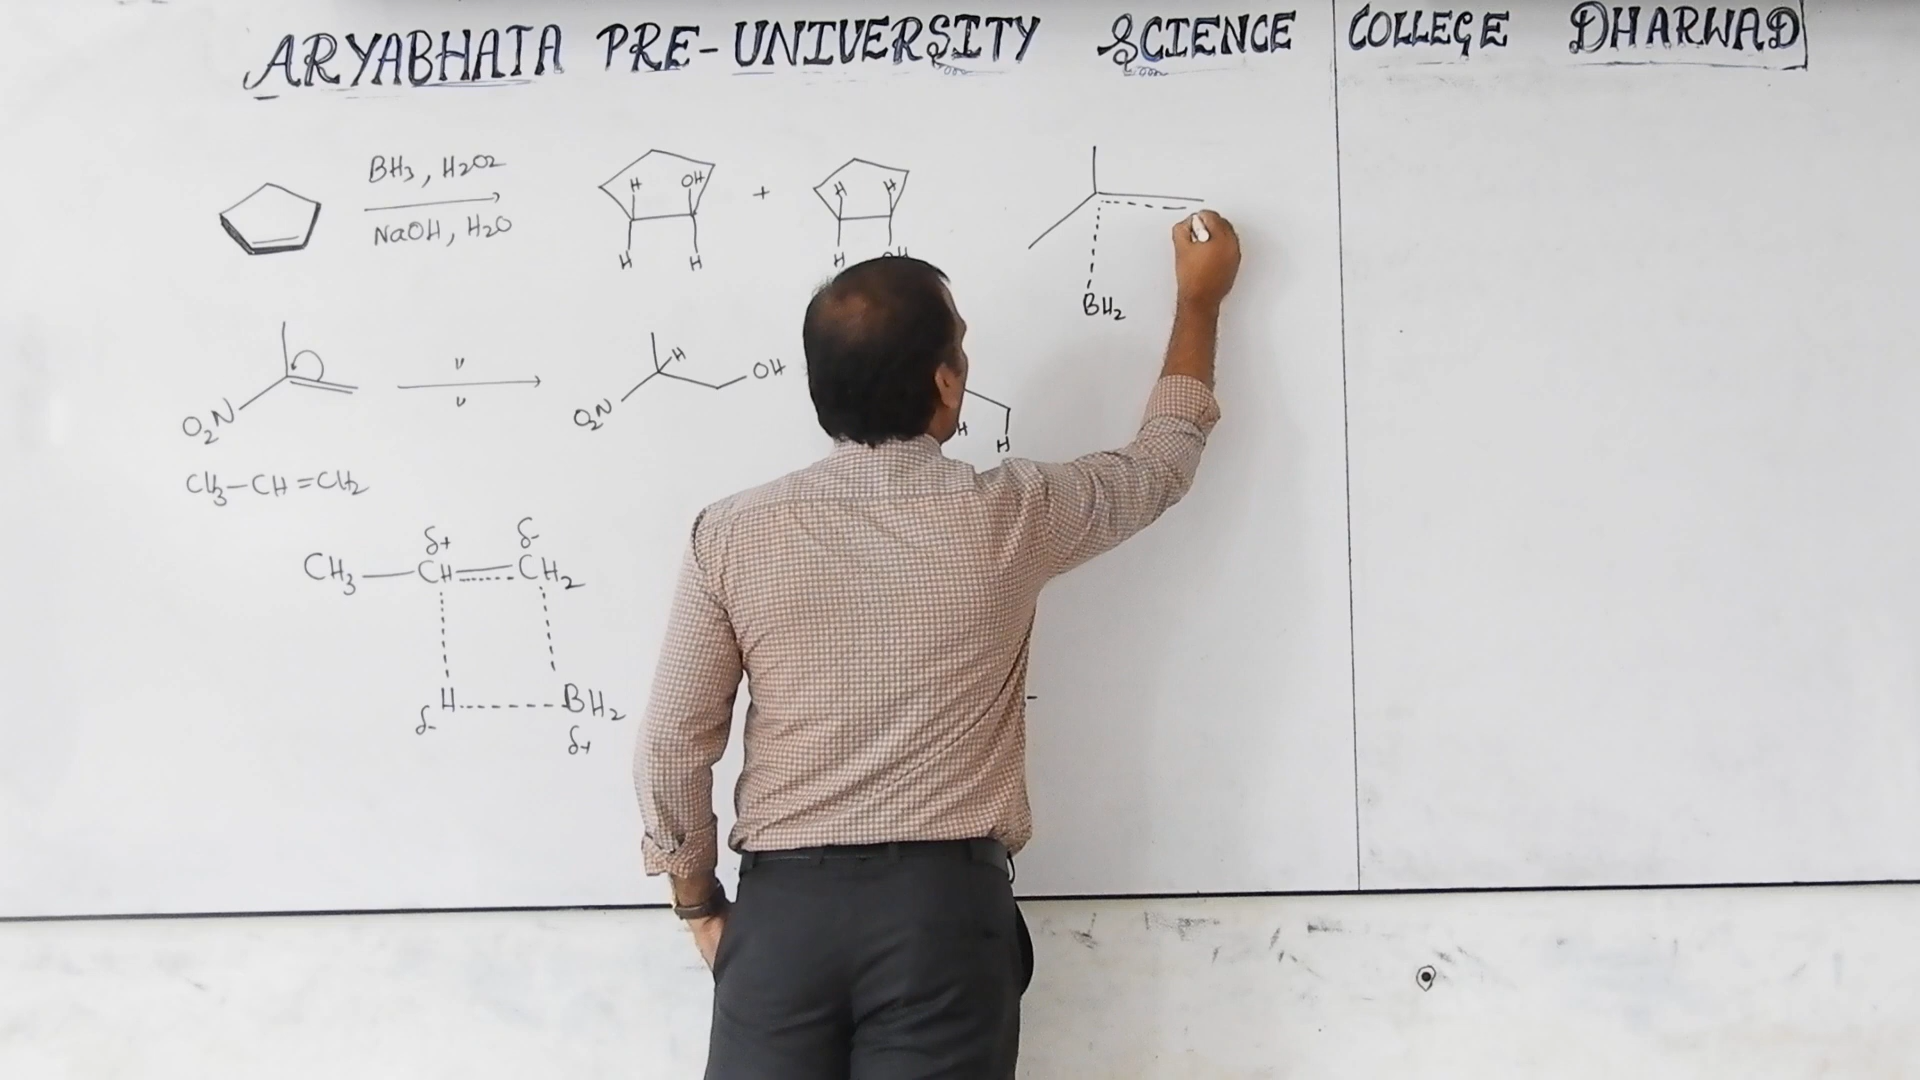 ARYABHATA PRE-UNIVERSITY SCIENCE COLLEGE DHARWAD
BH3, H2O2
NaOH, H2O
H OH
H H
+
H H
H OH
BH2
O2N
"
"
O2N
H
OH
H
H
CH3-CH=CH2
δ+ δ-
CH3—CH=CH2
H------BH2
δ- δ+